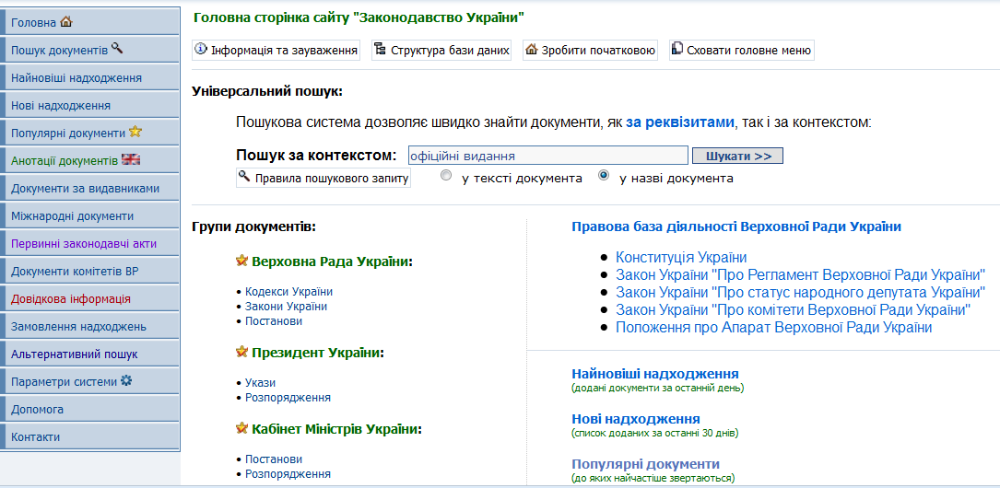 Головна
Пошук документів
Найновіші надходження
Нові надходження
Популярні документи
Анотації документів
Документи за видавниками
Міжнародні документи
Первинні законодавчі акти
Документи комітетів ВР
Довідкова інформація
Замовлення надходжень
Альтернативний пошук
Параметри системи
Допомога
Контакти
Головна сторінка сайту "Законодавство України"
Інформація та зауваження Структура бази даних Зробити початковою Сховати головне меню
Універсальний пошук:
Пошукова система дозволяє швидко знайти документи, як за реквізитами, так і за контекстом:
Пошук за контекстом: офіційні видання Шукати >>
Правила пошукового запиту у тексті документа у назві документа
Групи документів:
Верховна Рада України:
• Кодекси України
• Закони України
• Постанови
Президент України:
• Укази
• Розпорядження
Кабінет Міністрів України:
• Постанови
• Розпорядження
Правова база діяльності Верховної Ради України
• Конституція України
• Закон України "Про Регламент Верховної Ради України"
• Закон України "Про статус народного депутата України"
• Закон України "Про комітети Верховної Ради України"
• Положення про Апарат Верховної Ради України
Найновіші надходження
(додані документи за останній день)
Нові надходження
(список доданих за останні 30 днів)
Популярні документи
(до яких найчастіше звертаються)